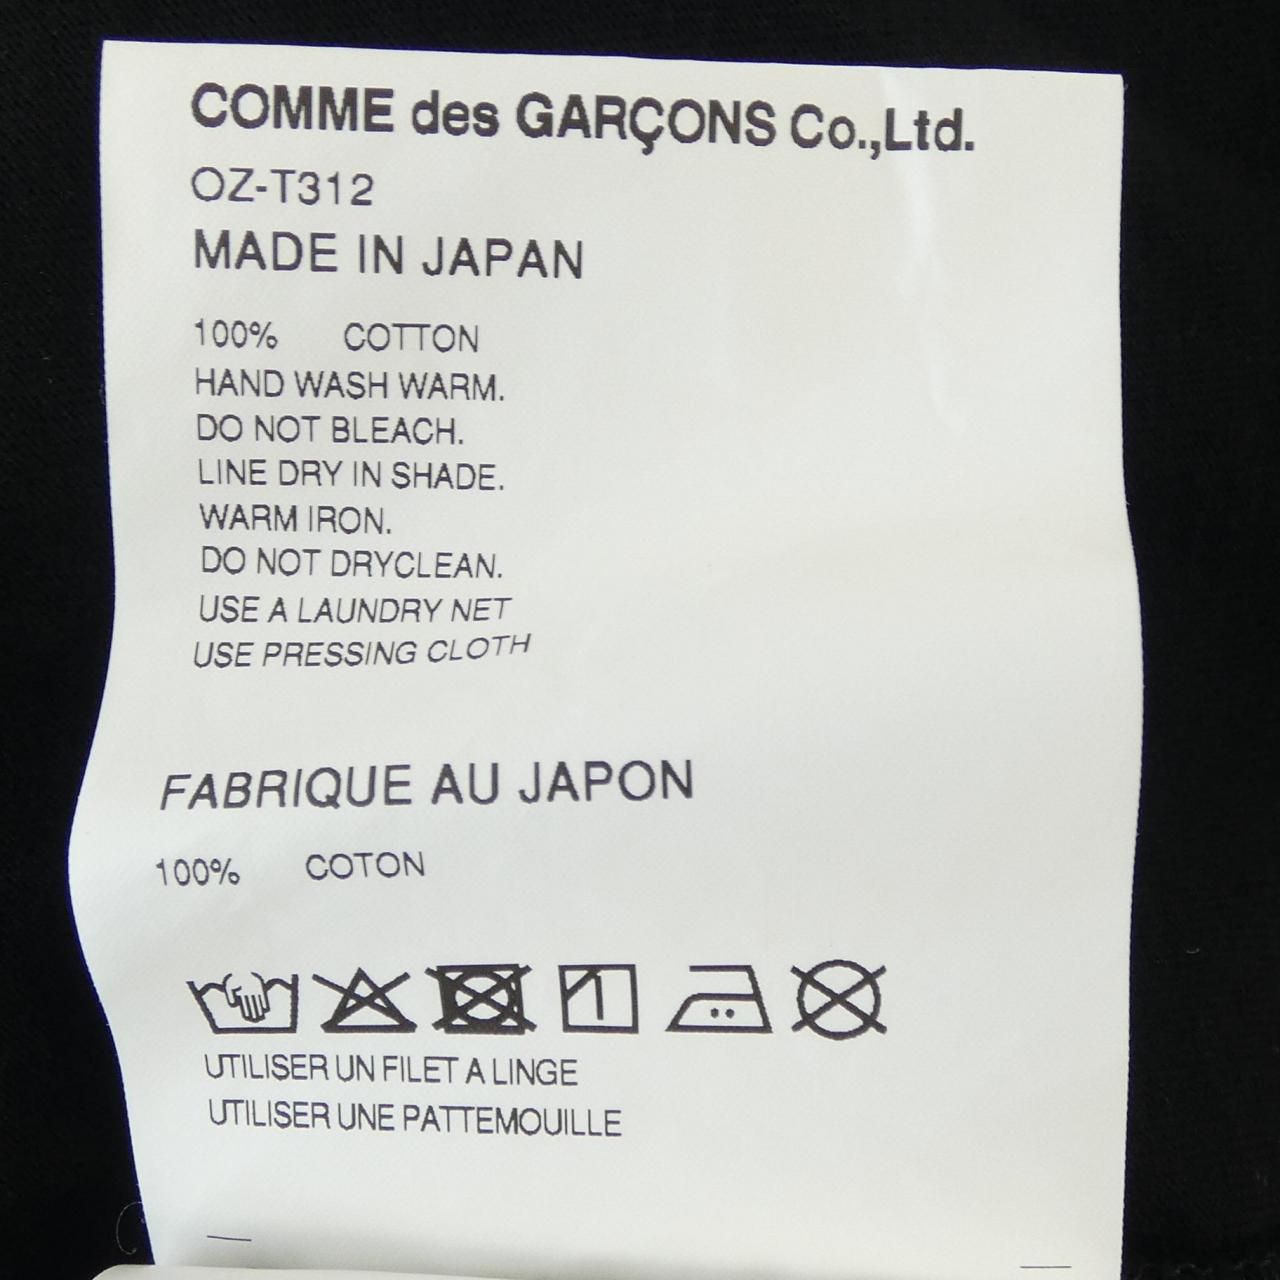 COMME des GARÇONS Co.,Ltd.
OZ-T312
MADE IN JAPAN
100% COTTON
HAND WASH WARM.
DO NOT BLEACH.
LINE DRY IN SHADE.
WARM IRON.
DO NOT DRYCLEAN.
USE A LAUNDRY NET
USE PRESSING CLOTH
FABRIQUE AU JAPON
100% COTON
UTILISER UN FILET A LINGE
UTILISER UNE PATTEMOUILLE